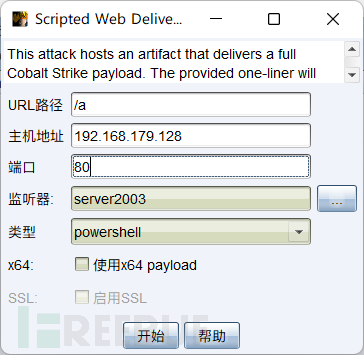 Scripted Web Delive...
This attack hosts an artifact that delivers a full
Cobalt Strike payload. The provided one-liner will
URL路径 /a
主机地址 192.168.179.128
端口 80
监听器: server2003 ...
类型 powershell
x64: 使用x64 payload
SSL: 启用SSL
FREEBUF
开始 帮助